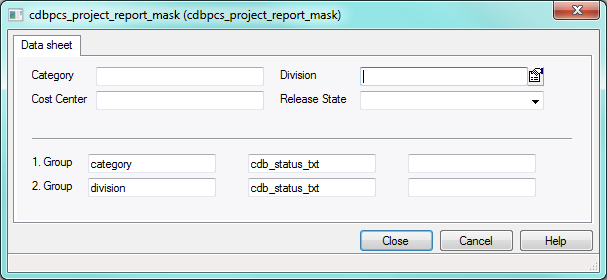 cdbpcs_project_report_mask (cdbpcs_project_report_mask)
Data sheet
Category Division
Cost Center Release State
1. Group category cdb_status_txt
2. Group division cdb_status_txt
Close Cancel Help